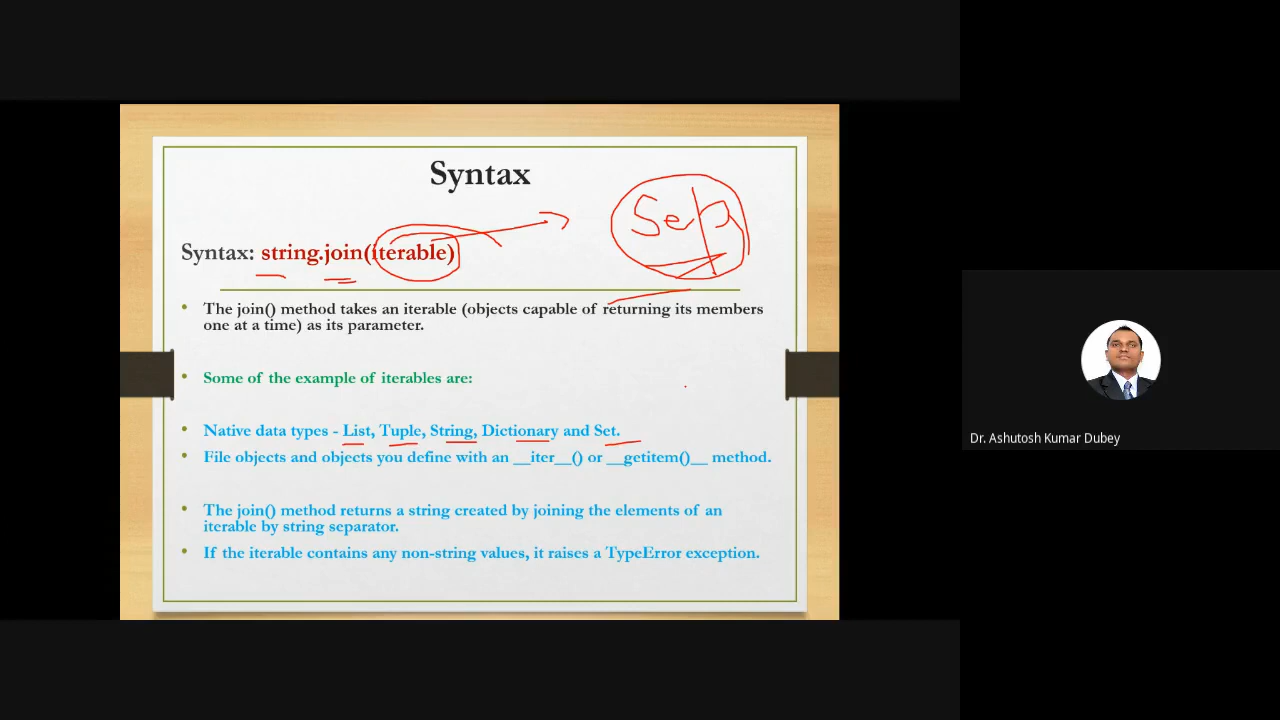 Syntax
Sep
Syntax: string.join(iterable)
• The join() method takes an iterable (objects capable of returning its members
one at a time) as its parameter.
• Some of the example of iterables are:
• Native data types - List, Tuple, String, Dictionary and Set.
• File objects and objects you define with an __iter__() or __getitem()__ method.
• The join() method returns a string created by joining the elements of an
iterable by string separator.
• If the iterable contains any non-string values, it raises a TypeError exception.
Dr. Ashutosh Kumar Dubey